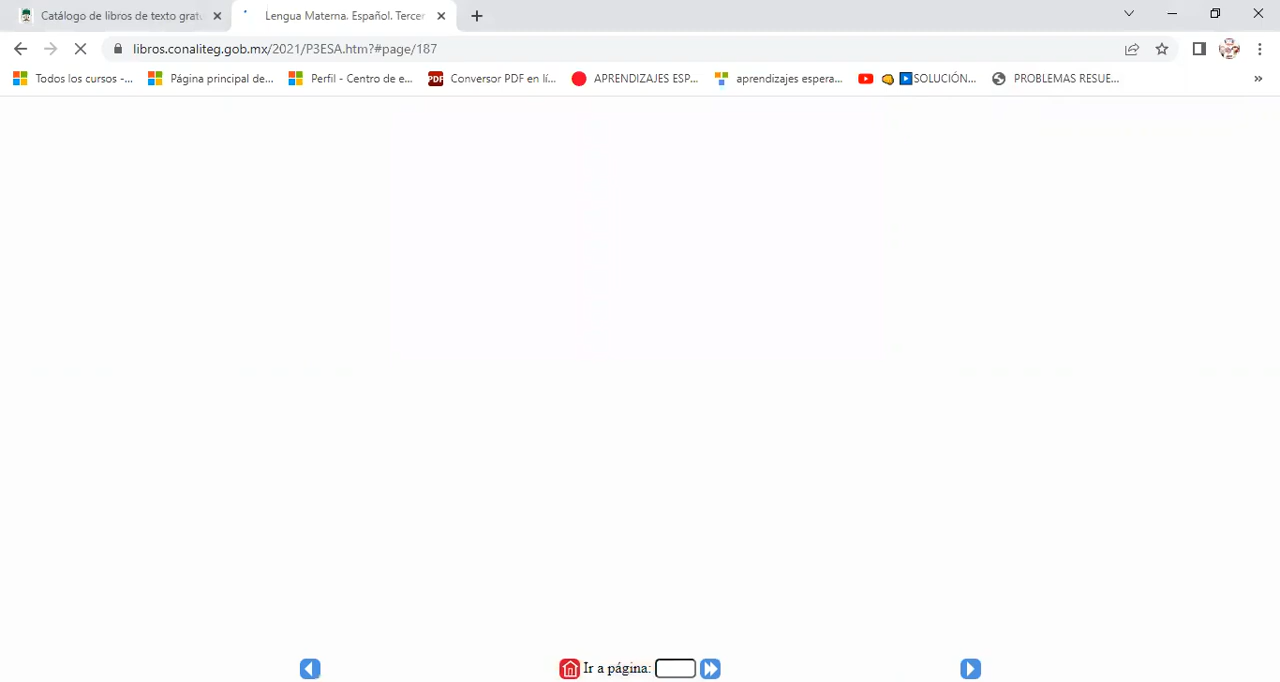 Catálogo de libros de texto gratu
Lengua Materna. Español. Tercer
libros.conaliteg.gob.mx/2021/P3ESA.htm?#page/187
Todos los cursos -...
Página principal de...
Perfil - Centro de e...
PDF
Conversor PDF en lí...
APRENDIZAJES ESP...
aprendizajes espera...
SOLUCIÓN...
PROBLEMAS RESUE...
»
Ir a página: